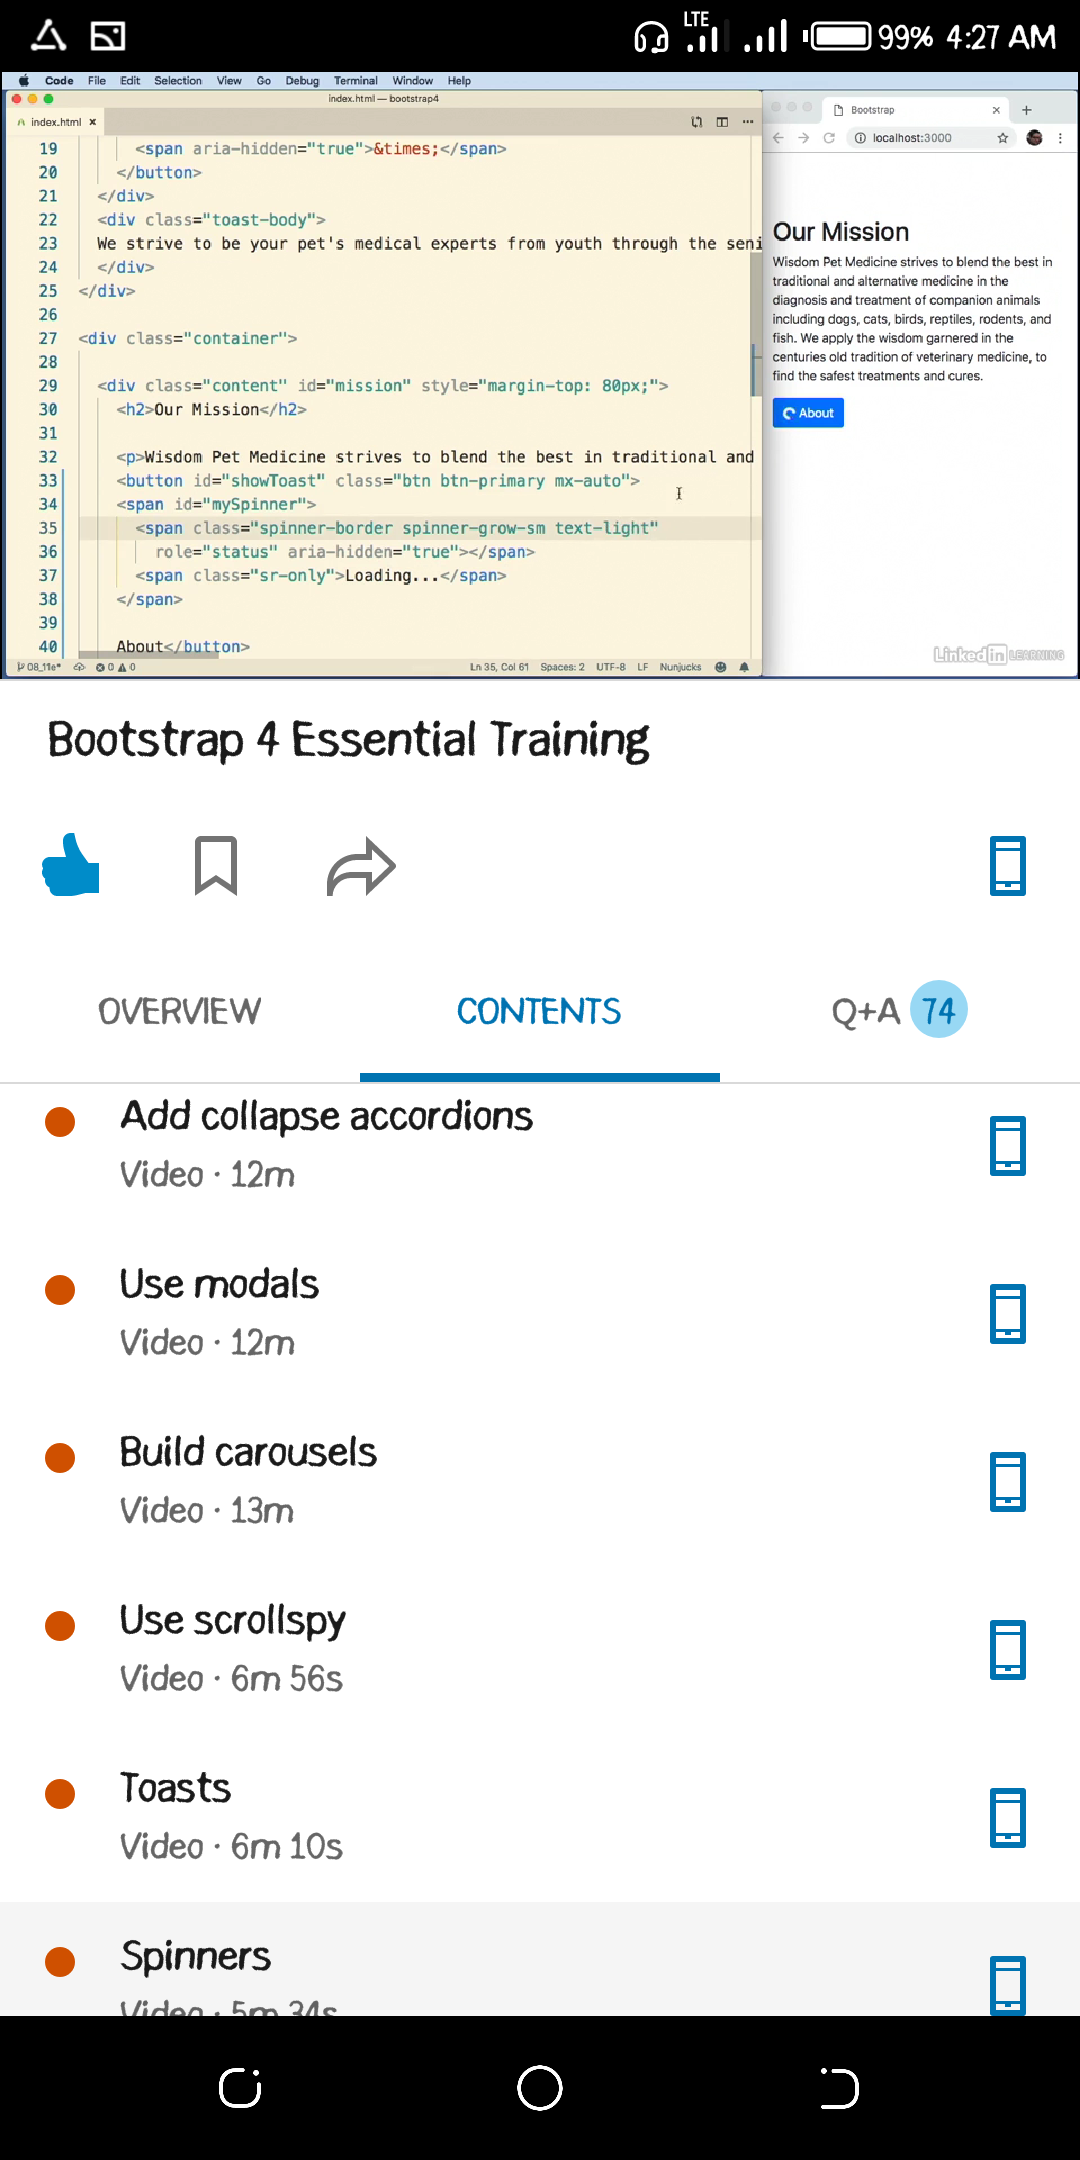 LTE 99% 4:27 AM
Code File Edit Selection View Go Debug Terminal Window Help
index.html — bootstrap4
index.html
19 <span aria-hidden="true">&times;</span>
20 </button>
21 </div>
22 <div class="toast-body">
23 We strive to be your pet's medical experts from youth through the seni
24 </div>
25 </div>
26
27 <div class="container">
28
29 <div class="content" id="mission" style="margin-top: 80px;">
30 <h2>Our Mission</h2>
31
32 <p>Wisdom Pet Medicine strives to blend the best in traditional and
33 <button id="showToast" class="btn btn-primary mx-auto">
34 <span id="mySpinner">
35 <span class="spinner-border spinner-grow-sm text-light"
36 role="status" aria-hidden="true"></span>
37 <span class="sr-only">Loading...</span>
38 </span>
39
40 About</button>
08_11e* 0 0 Ln 35, Col 61 Spaces: 2 UTF-8 LF Nunjucks
Bootstrap
localhost:3000
Our Mission
Wisdom Pet Medicine strives to blend the best in
traditional and alternative medicine in the
diagnosis and treatment of companion animals
including dogs, cats, birds, reptiles, rodents, and
fish. We apply the wisdom garnered in the
centuries old tradition of veterinary medicine, to
find the safest treatments and cures.
About
Linked in LEARNING
Bootstrap 4 Essential Training
OVERVIEW CONTENTS Q+A 74
Add collapse accordions
Video · 12m
Use modals
Video · 12m
Build carousels
Video · 13m
Use scrollspy
Video · 6m 56s
Toasts
Video · 6m 10s
Spinners
Video · 5m 34s